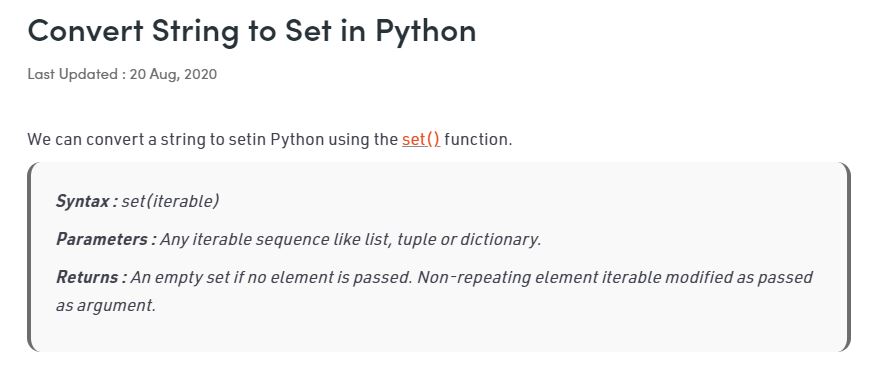 Convert String to Set in Python
Last Updated : 20 Aug, 2020
We can convert a string to setin Python using the set() function.
Syntax : set(iterable)
Parameters : Any iterable sequence like list, tuple or dictionary.
Returns : An empty set if no element is passed. Non-repeating element iterable modified as passed
as argument.